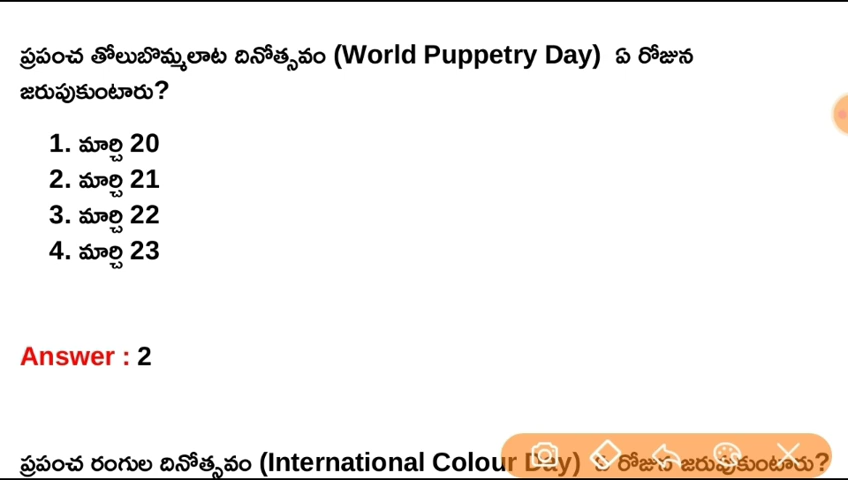 ప్రపంచ తోలుబొమ్మలాట దినోత్సవం (World Puppetry Day)  ఏ రోజున
జరుపుకుంటారు?
1. మార్చి 20
2. మార్చి 21
3. మార్చి 22
4. మార్చి 23
Answer : 2
ప్రపంచ రంగుల దినోత్సవం (International Colour Day)  ఏ రోజున జరుపుకుంటారు?